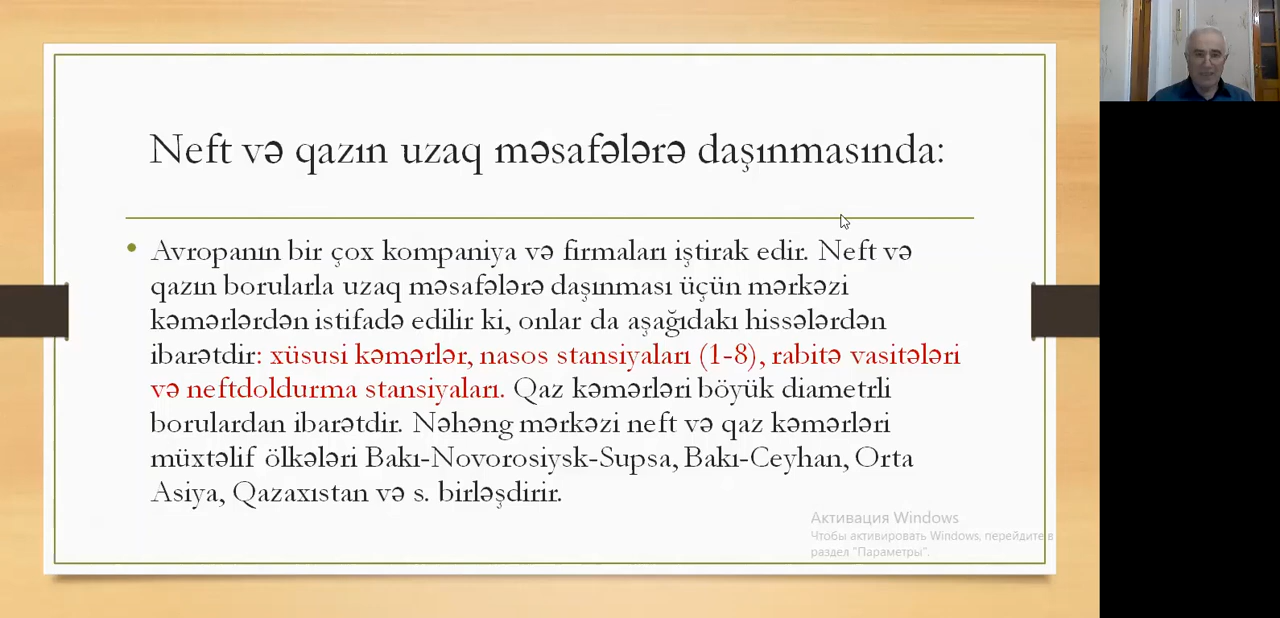 Neft və qazın uzaq məsafələrə daşınmasında:
• Avropanın bir çox kompaniya və firmaları iştirak edir. Neft və
qazın borularla uzaq məsafələrə daşınması üçün mərkəzi
kəmərlərdən istifadə edilir ki, onlar da aşağıdakı hissələrdən
ibarətdir: xüsusi kəmərlər, nasos stansiyaları (1-8), rabitə vasitələri
və neftdoldurma stansiyaları. Qaz kəmərləri böyük diametrli
borulardan ibarətdir. Nəhəng mərkəzi neft və qaz kəmərləri
müxtəlif ölkələri Bakı-Novorosiysk-Supsa, Bakı-Ceyhan, Orta
Asiya, Qazaxıstan və s. birləşdirir.
Активация Windows
Чтобы активировать Windows, перейдите в
раздел "Параметры".